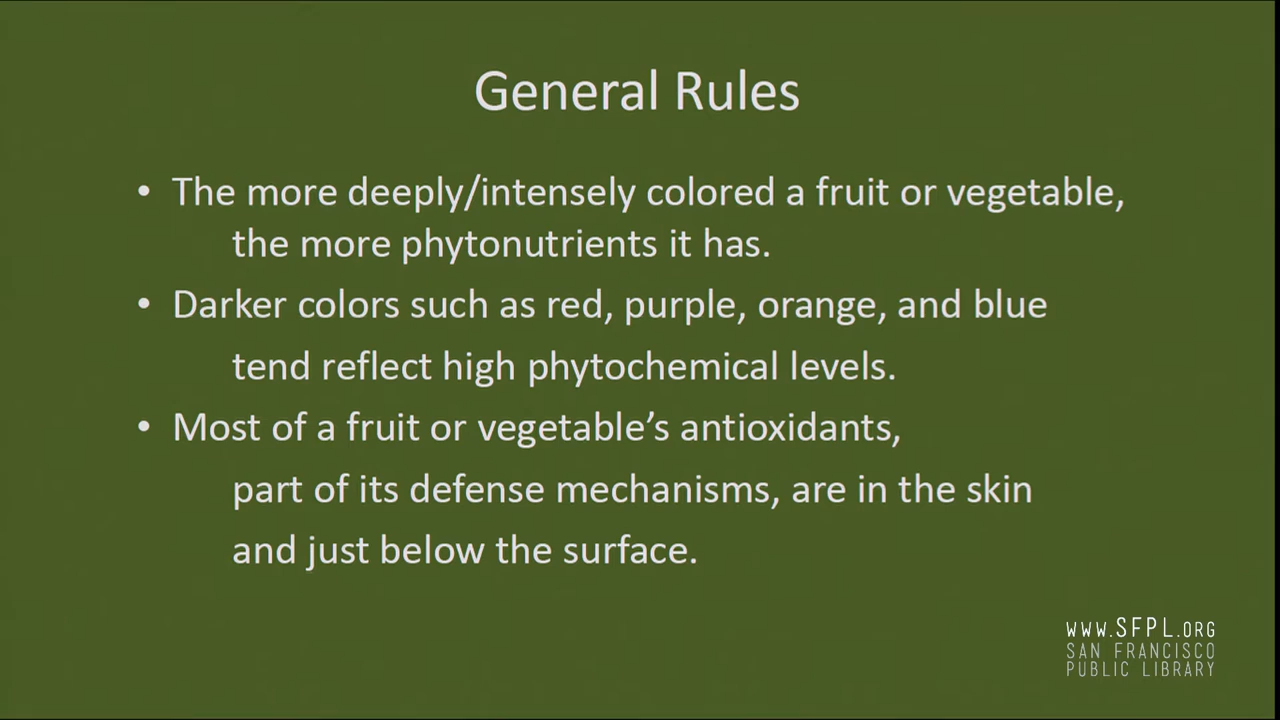 General Rules
• The more deeply/intensely colored a fruit or vegetable,
the more phytonutrients it has.
• Darker colors such as red, purple, orange, and blue
tend reflect high phytochemical levels.
• Most of a fruit or vegetable’s antioxidants,
part of its defense mechanisms, are in the skin
and just below the surface.
www.SFPL.ORG
SAN FRANCISCO
PUBLIC LIBRARY